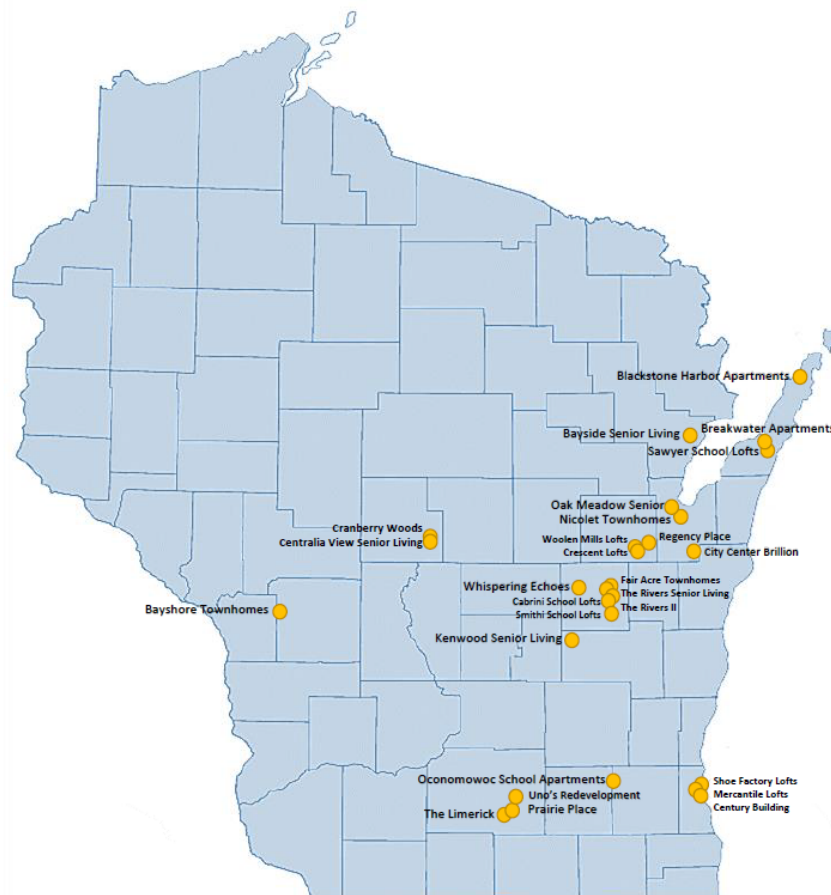 Blackstone Harbor Apartments
Breakwater Apartments
Bayside Senior Living
Sawyer School Lofts
Oak Meadow Senior
Nicolet Townhomes
Cranberry Woods
Centralia View Senior Living
Woolen Mills Lofts
Regency Place
Crescent Lofts
City Center Brillion
Whispering Echoes
Fair Acre Townhomes
The Rivers Senior Living
Cabrini School Lofts
The Rivers II
Smithi School Lofts
Bayshore Townhomes
Kenwood Senior Living
Oconomowoc School Apartments
Shoe Factory Lofts
Uno's Redevelopment
Mercantile Lofts
Prairie Place
Century Building
The Limerick